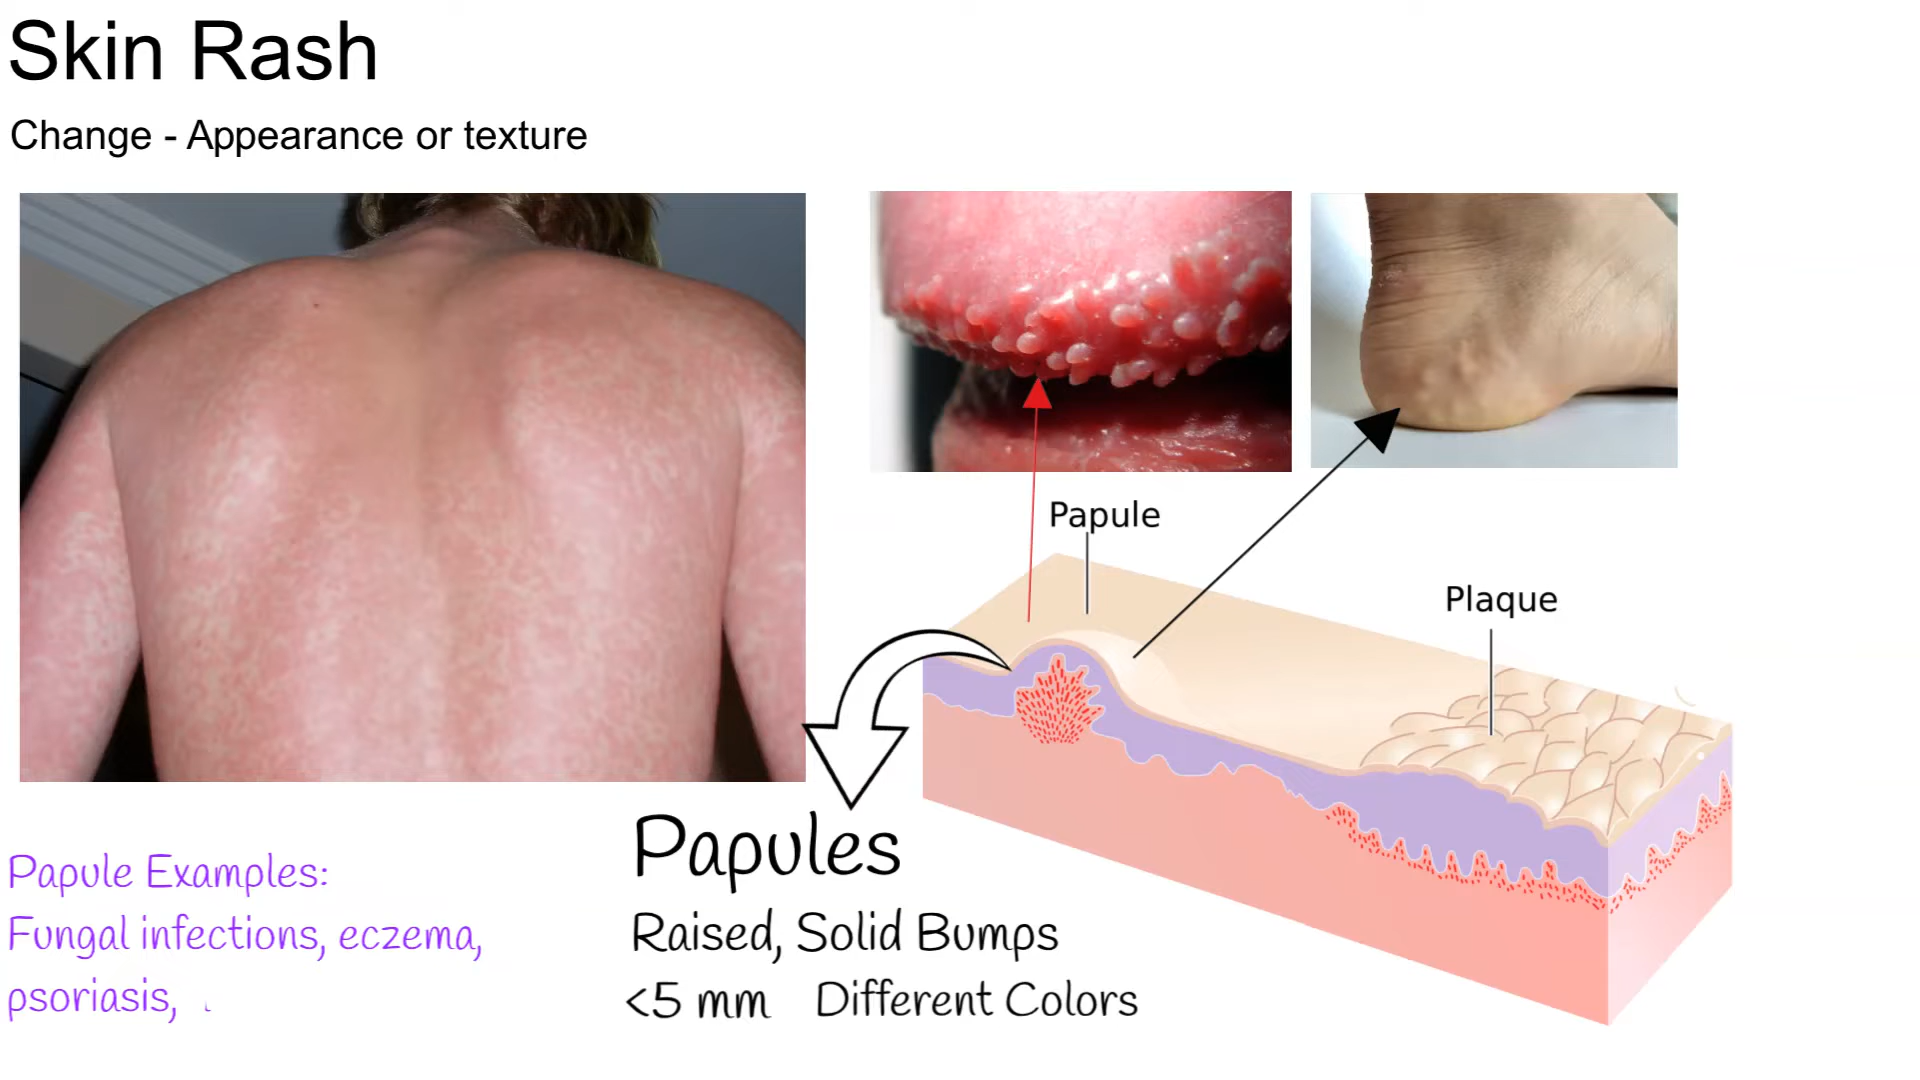 Skin Rash
Change - Appearance or texture
Papule
Plaque
Papules
Raised, Solid Bumps
<5 mm Different Colors
Papule Examples:
Fungal infections, eczema,
psoriasis,